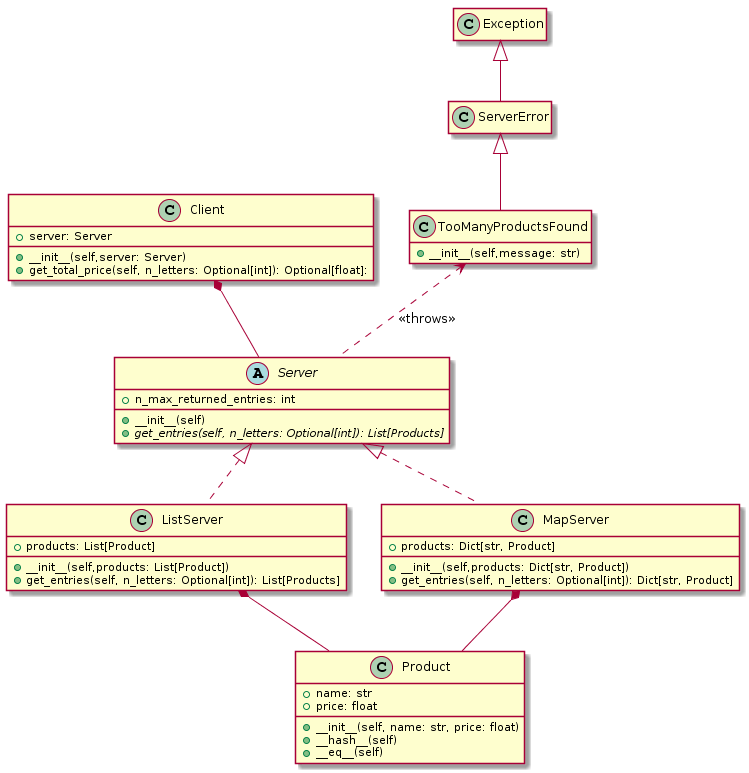 C Exception
C ServerError
C Client
server: Server
__init__(self,server: Server)
get_total_price(self, n_letters: Optional[int]): Optional[float]:
C TooManyProductsFound
__init__(self,message: str)
«throws»
A Server
n_max_returned_entries: int
__init__(self)
get_entries(self, n_letters: Optional[int]): List[Products]
C ListServer
products: List[Product]
__init__(self,products: List[Product])
get_entries(self, n_letters: Optional[int]): List[Products]
C MapServer
products: Dict[str, Product]
__init__(self,products: Dict[str, Product])
get_entries(self, n_letters: Optional[int]): Dict[str, Product]
C Product
name: str
price: float
__init__(self, name: str, price: float)
__hash__(self)
__eq__(self)